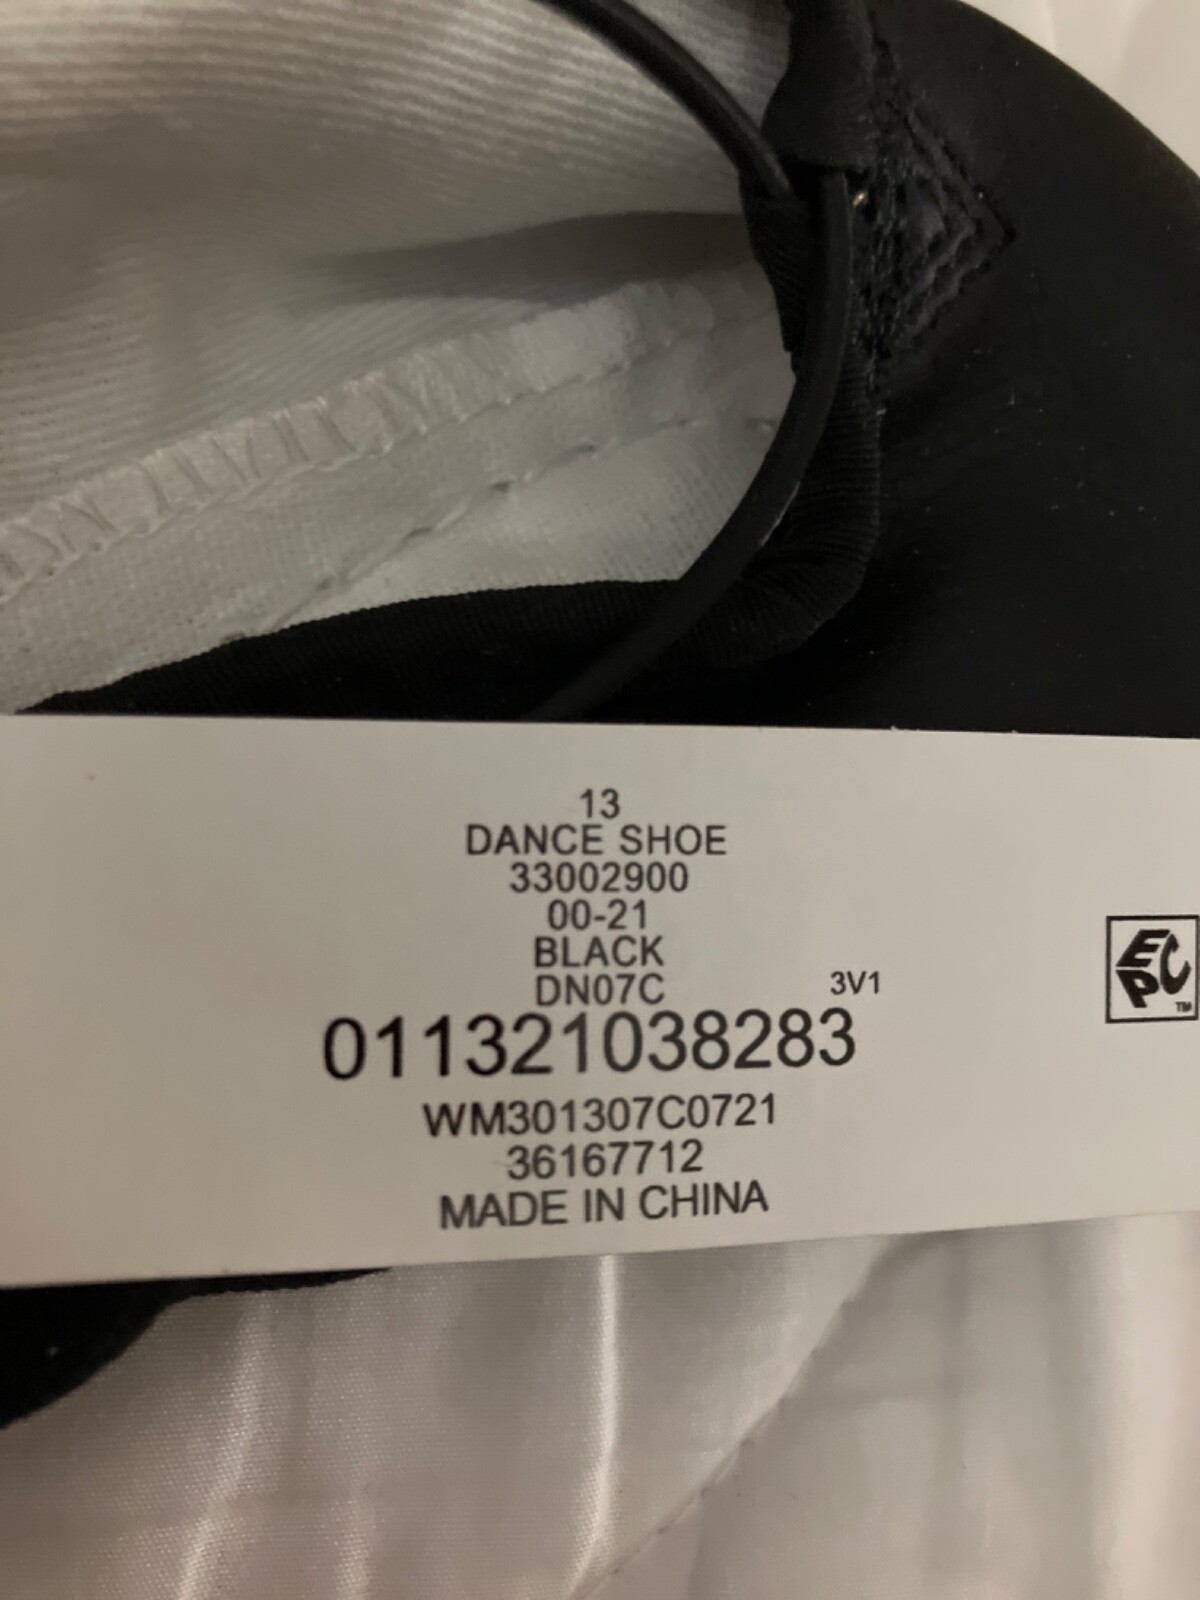 13
DANCE SHOE
33002900
00-21
BLACK
DN07C
3V1
011321038283
WM301307C0721
36167712
MADE IN CHINA
EPC
TM